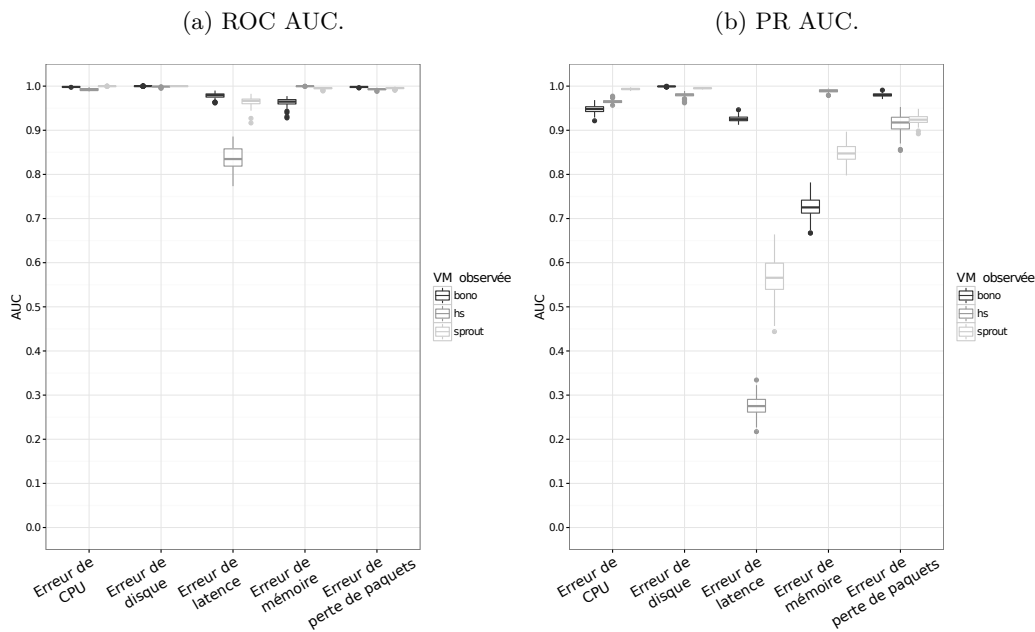 (a) ROC AUC.
1.0
0.9
0.8
0.7
0.6
0.5
0.4
0.3
0.2
0.1
0.0
AUC
Erreur de
CPU
Erreur de
disque
Erreur de
latence
Erreur de
mémoire
Erreur de
perte de paquets
VM observée
bono
hs
sprout
(b) PR AUC.
1.0
0.9
0.8
0.7
0.6
0.5
0.4
0.3
0.2
0.1
0.0
AUC
Erreur de
CPU
Erreur de
disque
Erreur de
latence
Erreur de
mémoire
Erreur de
perte de paquets
VM observée
bono
hs
sprout